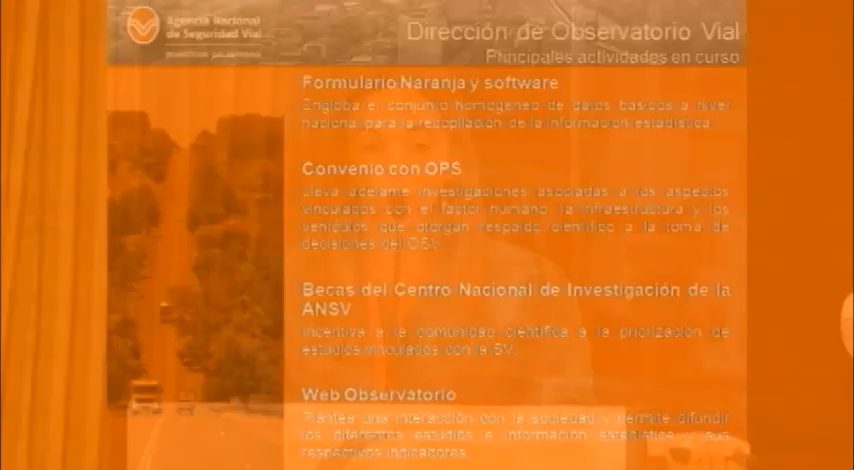 Agencia Nacional
de Seguridad Vial
Dirección de Observatorio Vial
Principales actividades en curso
Formulario Naranja y software
Engloba el conjunto homogéneo de datos básicos a nivel
nacional para la recopilación de la información estadística.
Convenio con OPS
Lleva adelante investigaciones asociadas a los aspectos
vinculados con el factor humano, la infraestructura y los
vehículos que otorgan respaldo científico a la toma de
decisiones del OSV.
Becas del Centro Nacional de Investigación de la
ANSV
Incentiva a la comunidad científica a la priorización de
estudios vinculados con la SV.
Web Observatorio
Plantea una interacción con la sociedad y permite difundir
los diferentes estudios e información estadística y sus
respectivos indicadores.